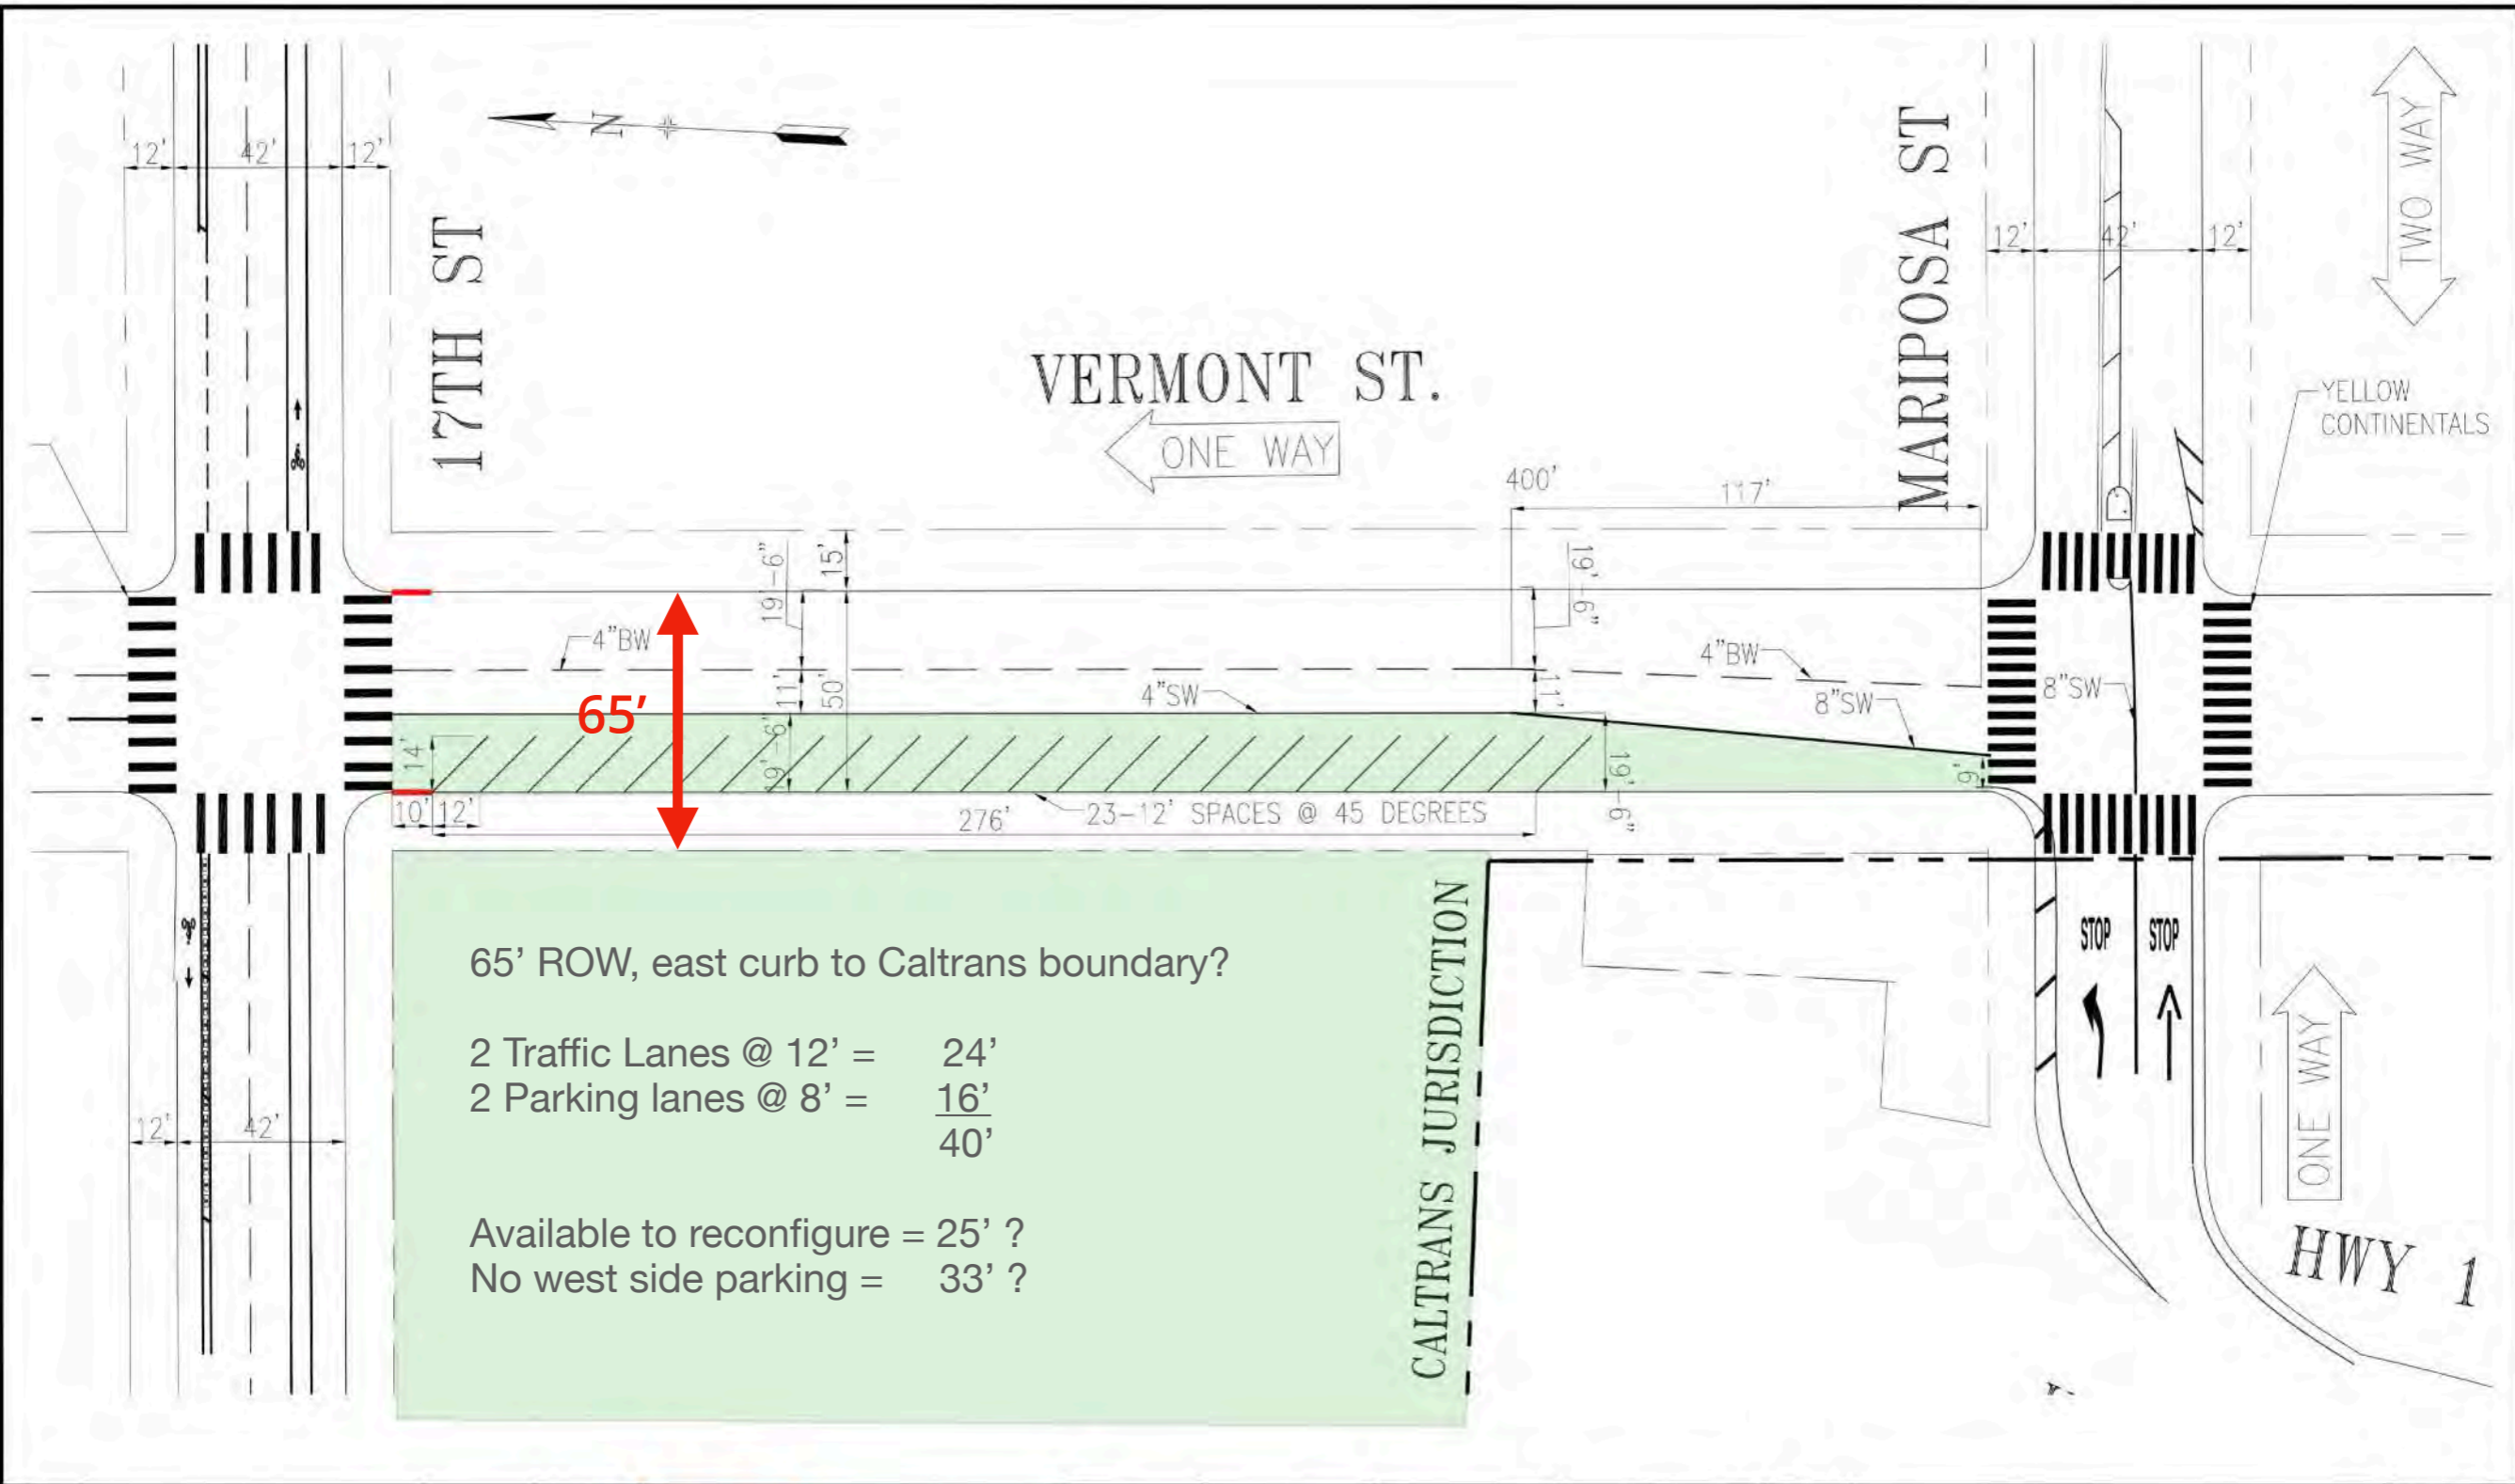 12'
42'
12'
N
17TH ST
VERMONT ST.
ONE WAY
MARIPOSA ST
TWO WAY
12'
42'
12'
YELLOW
CONTINENTALS
400'
117'
19'-6"
15'
19'-6"
4"BW
4"BW
65'
11'
50'
4"SW
11'
8"SW
8"SW
14'
19'-6"
19'-6"
9'
10'
12'
276'
23-12' SPACES @ 45 DEGREES
65' ROW, east curb to Caltrans boundary?
2 Traffic Lanes @ 12' = 24'
2 Parking lanes @ 8' = 16'
40'
Available to reconfigure = 25' ?
No west side parking = 33' ?
CALTRANS JURISDICTION
STOP
STOP
ONE WAY
HWY 1
12'
42'